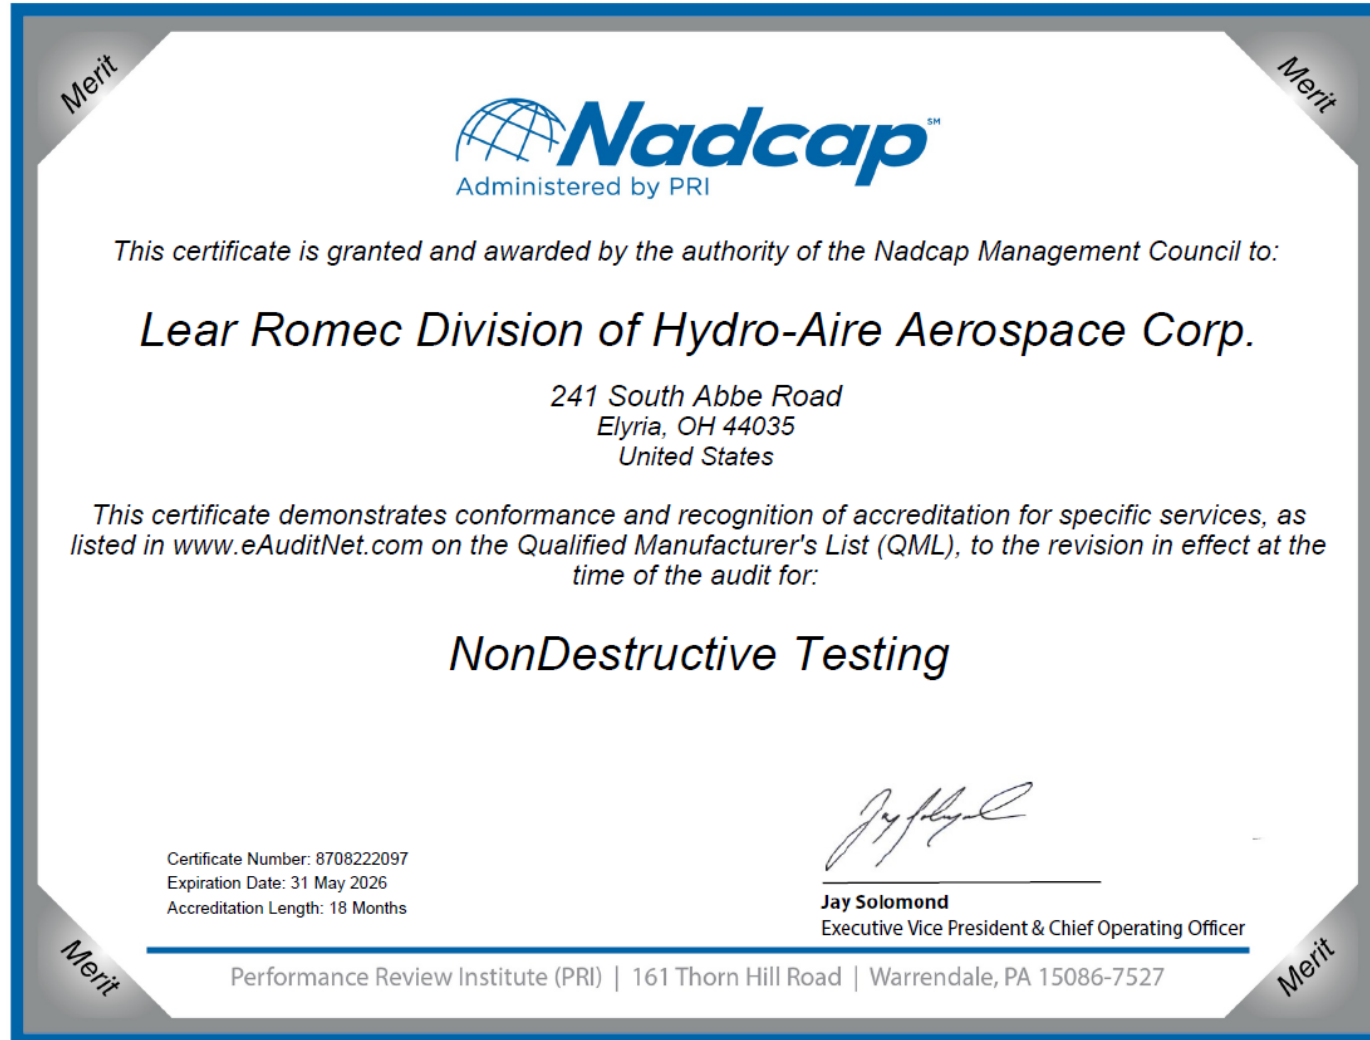 Merit
Merit
Nadcap SM
Administered by PRI
This certificate is granted and awarded by the authority of the Nadcap Management Council to:
Lear Romec Division of Hydro-Aire Aerospace Corp.
241 South Abbe Road
Elyria, OH 44035
United States
This certificate demonstrates conformance and recognition of accreditation for specific services, as
listed in www.eAuditNet.com on the Qualified Manufacturer's List (QML), to the revision in effect at the
time of the audit for:
NonDestructive Testing
Certificate Number: 8708222097
Expiration Date: 31 May 2026
Accreditation Length: 18 Months
Jay Solomond
Executive Vice President & Chief Operating Officer
Merit
Merit
Performance Review Institute (PRI) | 161 Thorn Hill Road | Warrendale, PA 15086-7527